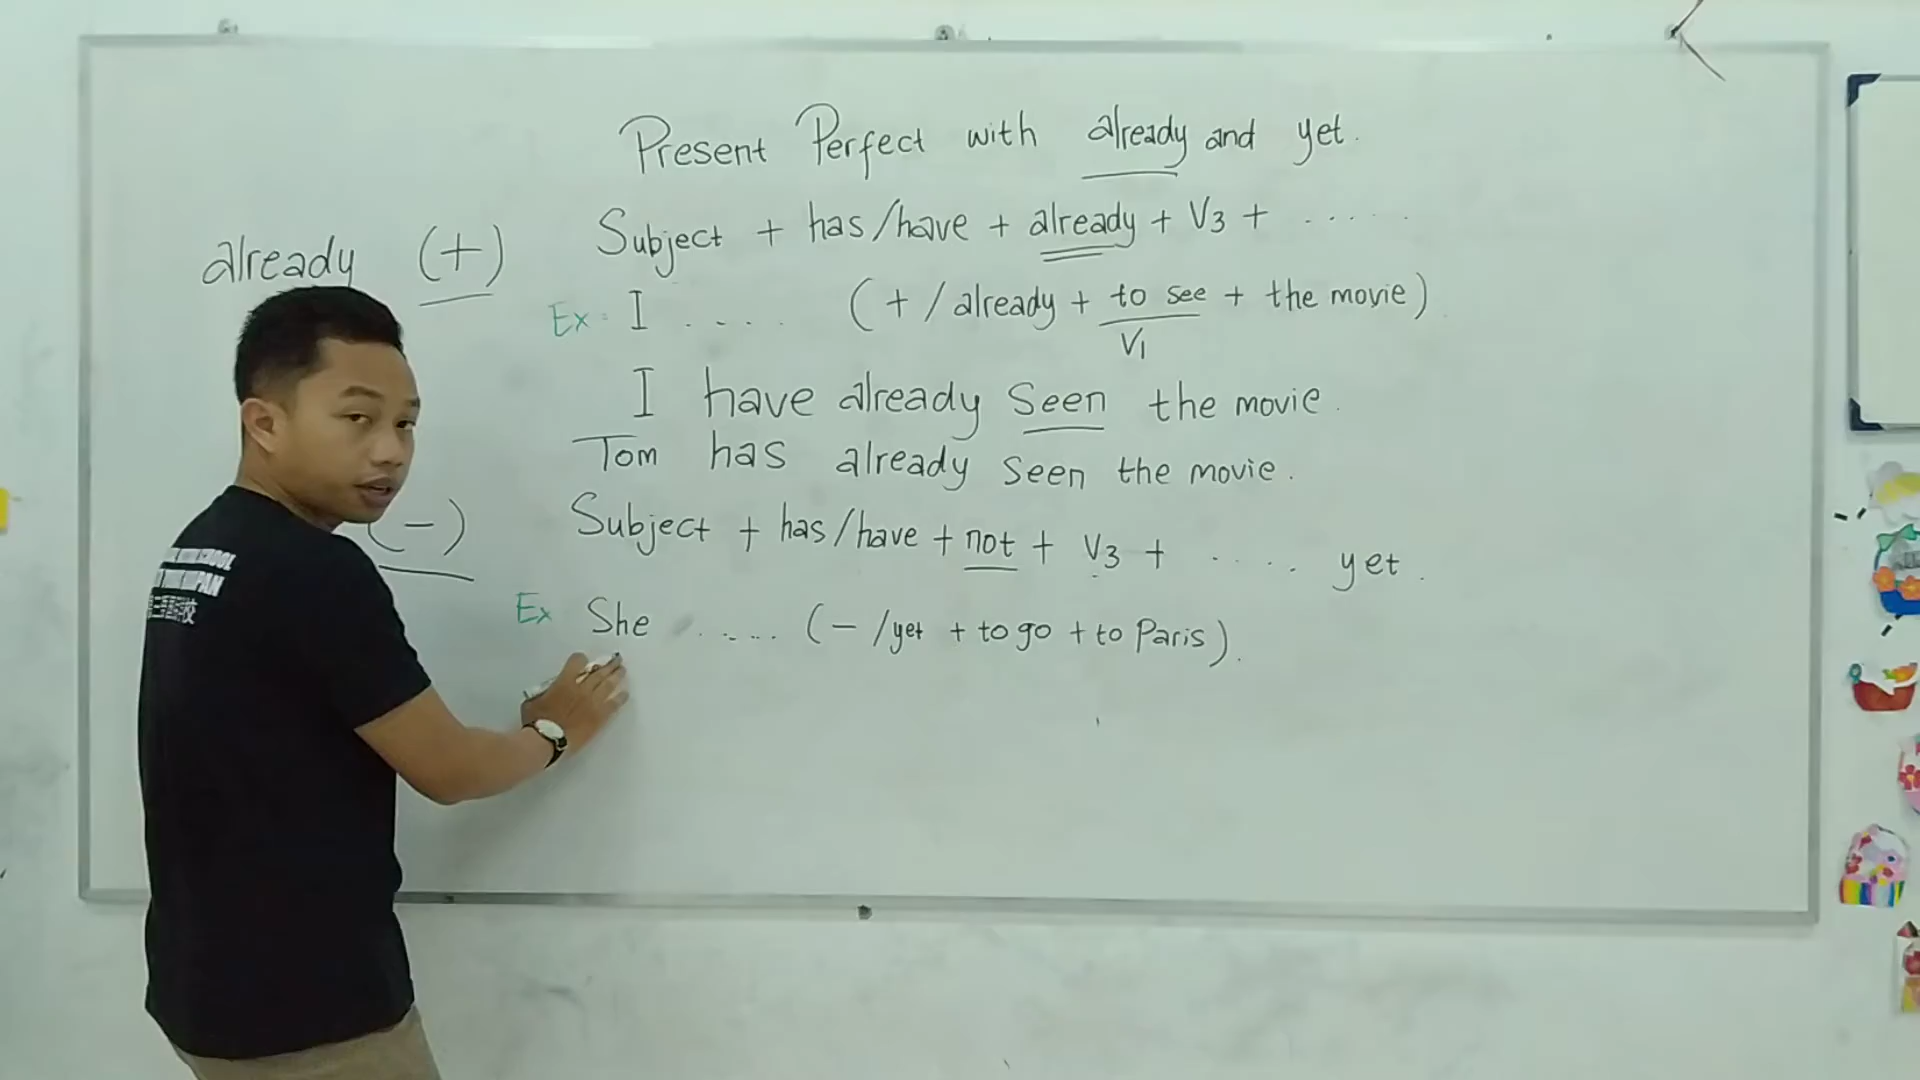 Present Perfect with already and yet.
already (+)
Subject + has/have + already + V3 + .....
Ex: I .... (+ / already + to see + the movie)
V1
I have already seen the movie.
Tom has already seen the movie.
(-)
Subject + has/have + not + V3 + ..... yet.
Ex She ..... (- /yet + to go + to Paris).